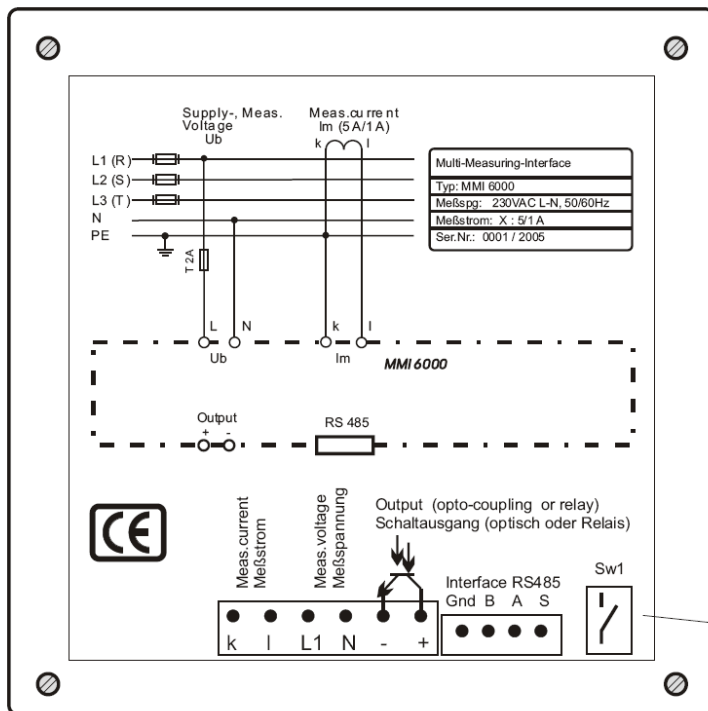 Supply-, Meas.
Voltage
Ub
Meas.current
Im (5A/1A)
k l
L1 (R)
L2 (S)
L3 (T)
N
PE
T 2A
Multi-Measuring-Interface
Typ: MMI 6000
Meßspg: 230VAC L-N, 50/60Hz
Meßstrom: X : 5/1 A
Ser.Nr.: 0001 / 2005
L N k l
Ub Im
MMI 6000
Output
+ -
RS 485
CE
Meas.current
Meßstrom
Meas.voltage
Meßspannung
Output (opto-coupling or relay)
Schaltausgang (optisch oder Relais)
Interface RS485
Gnd B A S
Sw1
k l L1 N - +